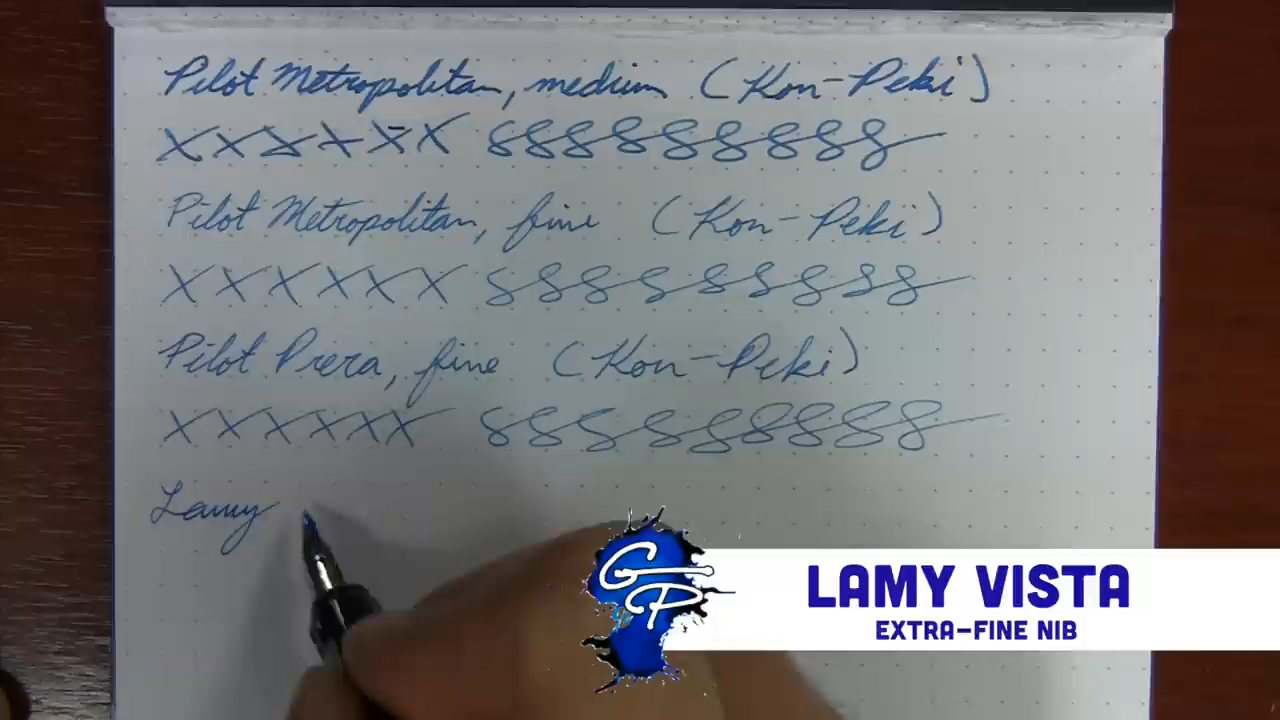 Pilot Metropolitan, medium (Kon-Peki)
XXXXXX 888888888
Pilot Metropolitan, fine (Kon-Peki)
XXXXXX 888888888
Pilot Prera, fine (Kon-Peki)
XXXXXX 888888888
Lamy
GP
LAMY VISTA
EXTRA-FINE NIB